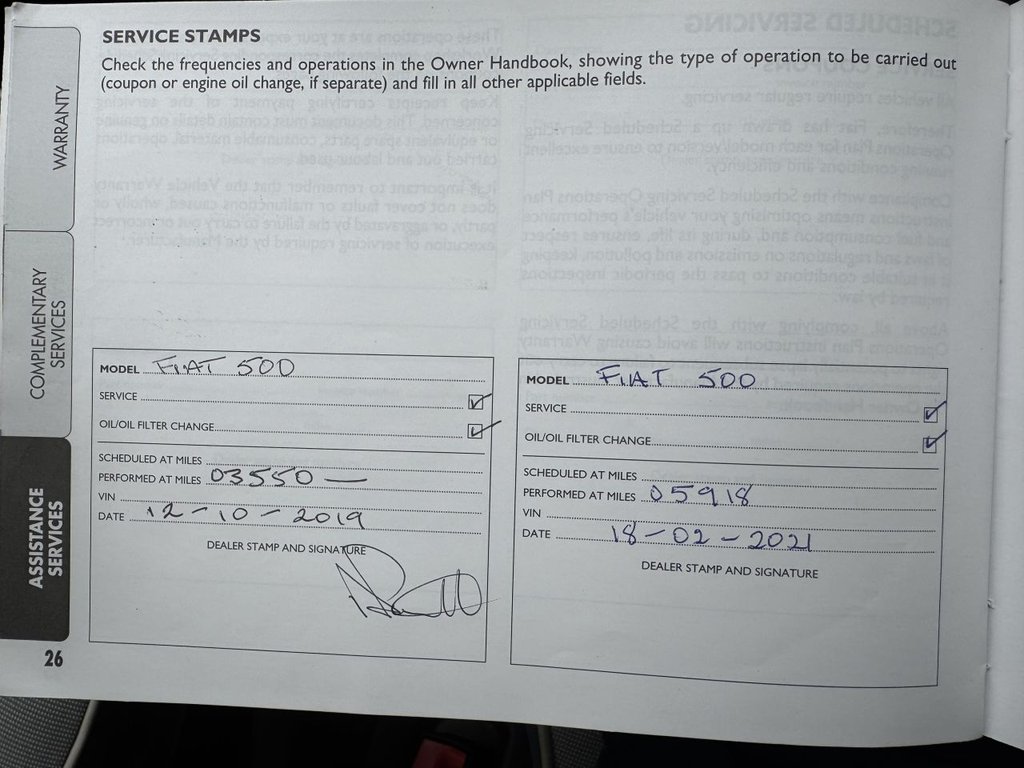 SERVICE STAMPS
Check the frequencies and operations in the Owner Handbook, showing the type of operation to be carried out
(coupon or engine oil change, if separate) and fill in all other applicable fields.
WARRANTY
COMPLEMENTARY
SERVICES
ASSISTANCE
SERVICES
MODEL FIAT 500
SERVICE
OIL/OIL FILTER CHANGE
SCHEDULED AT MILES
PERFORMED AT MILES 03550 —
VIN
DATE 12-10-2019
DEALER STAMP AND SIGNATURE
MODEL FIAT 500
SERVICE
OIL/OIL FILTER CHANGE
SCHEDULED AT MILES
PERFORMED AT MILES 05918
VIN
DATE 18-02-2021
DEALER STAMP AND SIGNATURE
26